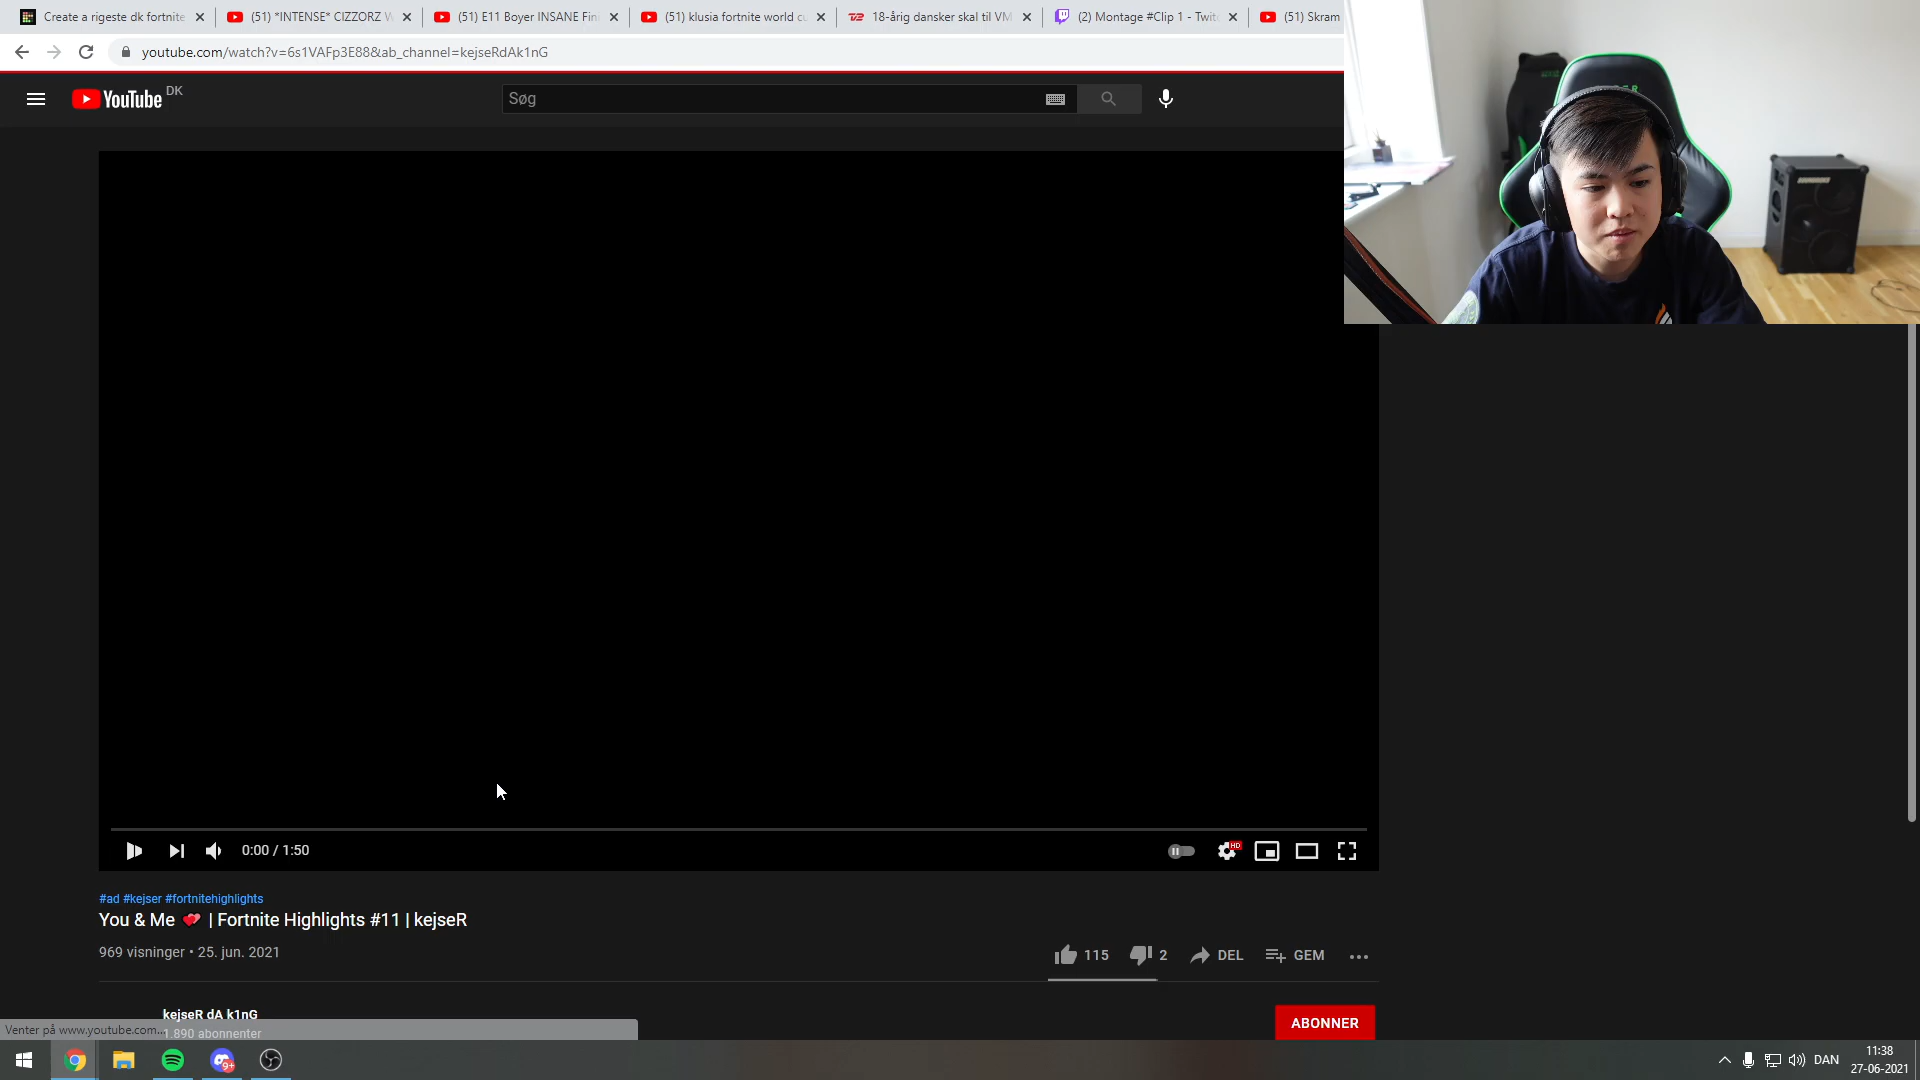 Create a rigeste dk fortnite
(51) *INTENSE* CIZZORZ W
(51) E11 Boyer INSANE Fin
(51) klusia fortnite world cu
18-årig dansker skal til VM
(2) Montage #Clip 1 - Twit
(51) Skram
youtube.com/watch?v=6s1VAFp3E88&ab_channel=kejseRdAk1nG
YouTube DK
Søg
0:00 / 1:50
HD
#ad #kejser #fortnitehighlights
You & Me 💕 | Fortnite Highlights #11 | kejseR
969 visninger • 25. jun. 2021
115
2
DEL
GEM
kejseR dA k1nG
1.890 abonnenter
ABONNER
Venter på www.youtube.com...
9+
DAN
11:38
27-06-2021